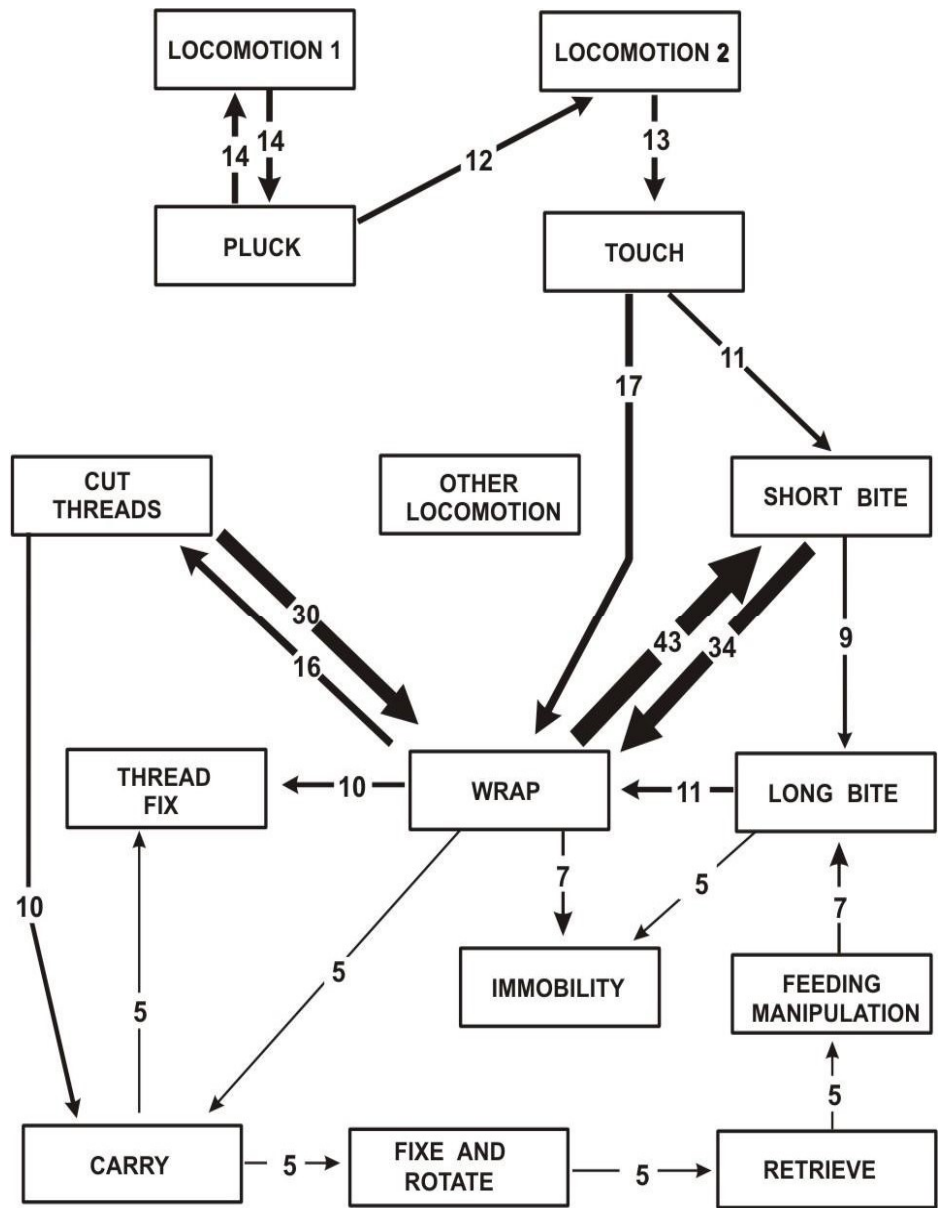 LOCOMOTION 1
LOCOMOTION 2
14
14
12
13
PLUCK
TOUCH
11
17
CUT
THREADS
OTHER
LOCOMOTION
SHORT BITE
30
16
43
34
9
THREAD
FIX
10
WRAP
11
LONG BITE
10
7
5
7
5
5
IMMOBILITY
FEEDING
MANIPULATION
5
CARRY
5
FIXE AND
ROTATE
5
RETRIEVE